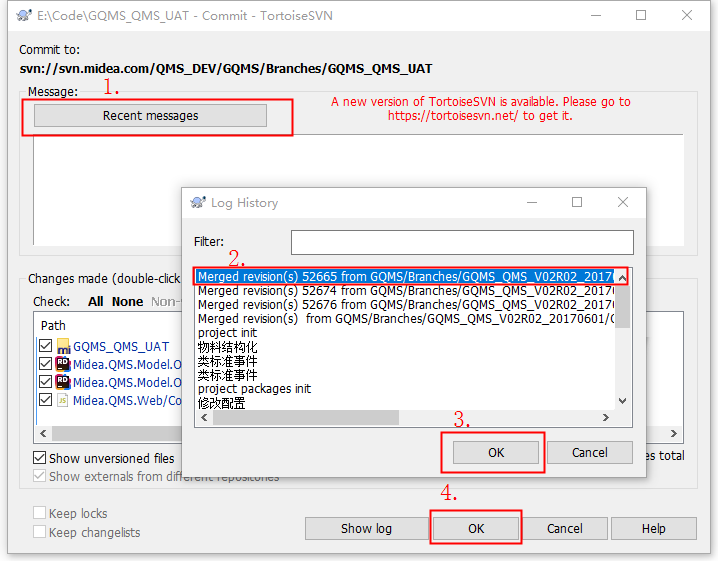 E:\Code\GQMS_QMS_UAT - Commit - TortoiseSVN
Commit to:
svn://svn.midea.com/QMS_DEV/GQMS/Branches/GQMS_QMS_UAT
1.
Message:
Recent messages
A new version of TortoiseSVN is available. Please go to
https://tortoisesvn.net/ to get it.
Log History
Filter:
2.
Merged revision(s) 52665 from GQMS/Branches/GQMS_QMS_V02R02_2017
Merged revision(s) 52674 from GQMS/Branches/GQMS_QMS_V02R02_2017
Merged revision(s) 52676 from GQMS/Branches/GQMS_QMS_V02R02_2017
Merged revision(s)  from GQMS/Branches/GQMS_QMS_V02R02_20170601/
project init
物料结构化
类标准事件
类标准事件
project packages init
修改配置
3.
OK
Cancel
Changes made (double-click
Check: All None Non-
Path
GQMS_QMS_UAT
Midea.QMS.Model.O
Midea.QMS.Model.O
Midea.QMS.Web/Co
Show unversioned files
total
Show externals from different repositories
4.
Keep locks
Keep changelists
Show log
OK
Cancel
Help